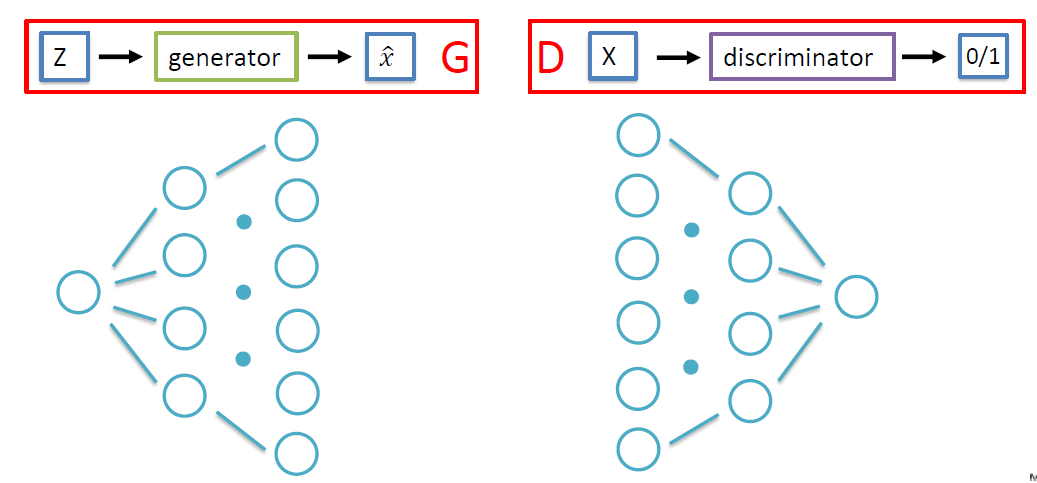 Z generator x̂ G
D X discriminator 0/1
M